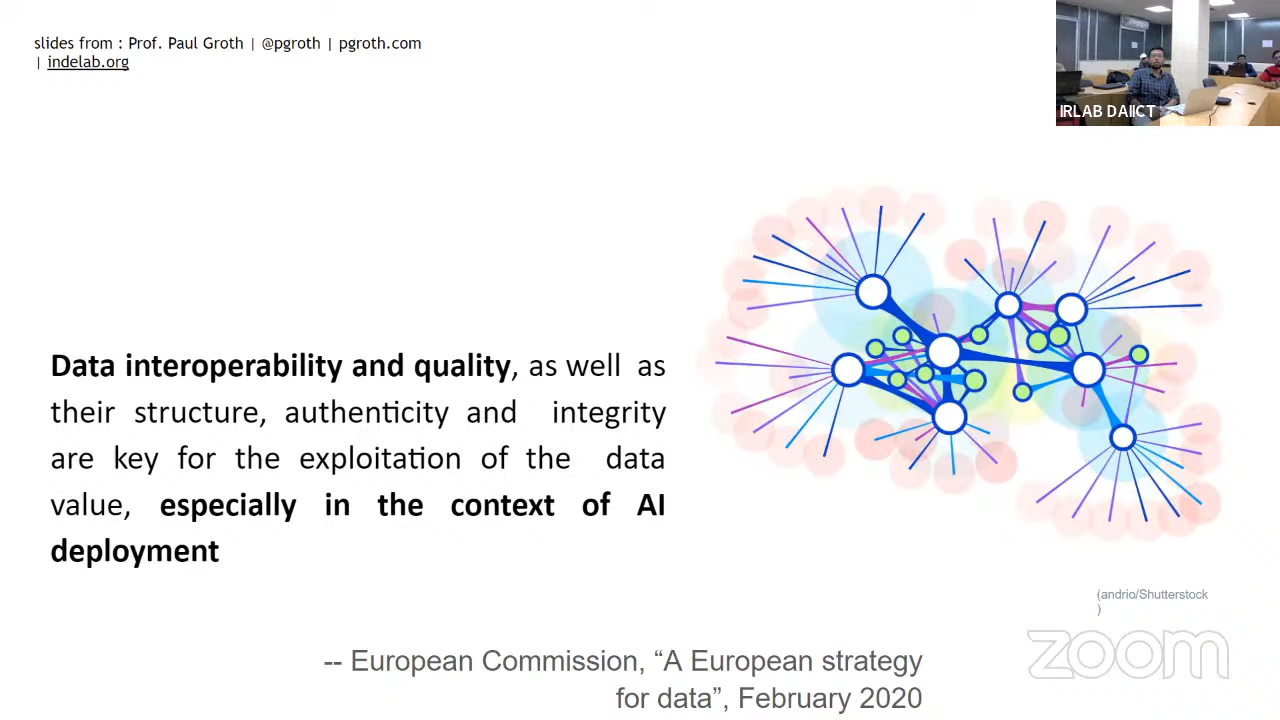 slides from : Prof. Paul Groth | @pgroth | pgroth.com
| indelab.org
IRLAB DAIICT
Data interoperability and quality, as well as
their structure, authenticity and integrity
are key for the exploitation of the data
value, especially in the context of AI
deployment
(andrio/Shutterstock
)
-- European Commission, “A European strategy
for data”, February 2020
zoom